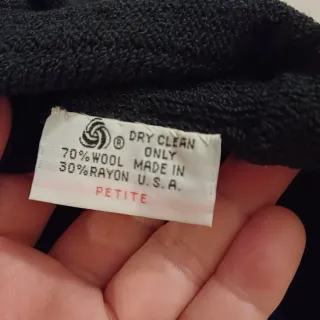 ® DRY CLEAN
ONLY
70% WOOL MADE IN
30% RAYON U.S.A.
PETITE